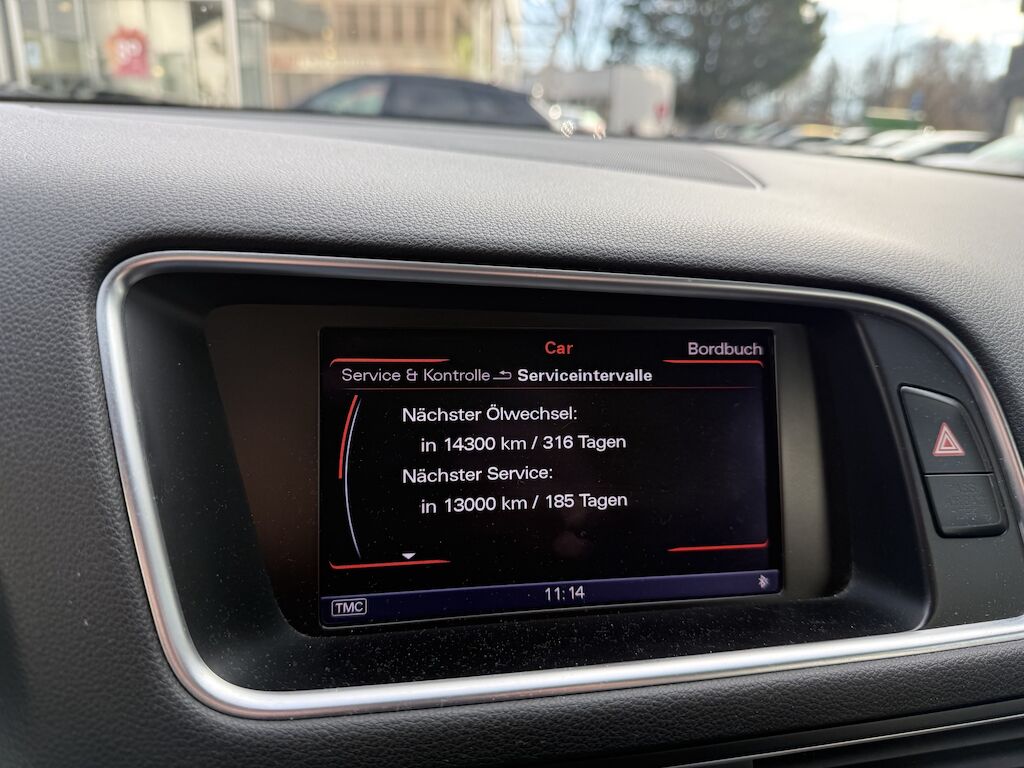 Car
Bordbuch
Service & Kontrolle Serviceintervalle
Nächster Ölwechsel:
in 14300 km / 316 Tagen
Nächster Service:
in 13000 km / 185 Tagen
TMC
11:14